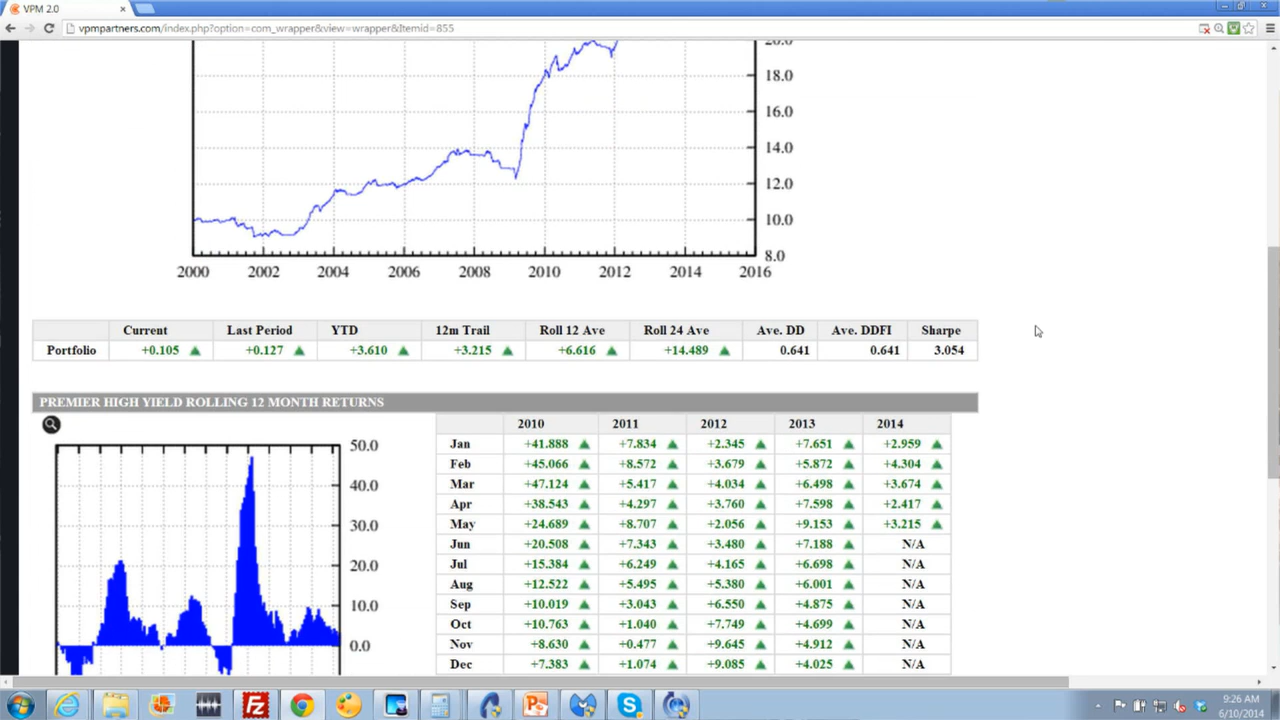 VPM 2.0
vpmpartners.com/index.php?option=com_wrapper&view=wrapper&Itemid=855
20.0
18.0
16.0
14.0
12.0
10.0
8.0
2000 2002 2004 2006 2008 2010 2012 2014 2016
Current Last Period YTD 12m Trail Roll 12 Ave Roll 24 Ave Ave. DD Ave. DDFI Sharpe
Portfolio +0.105 +0.127 +3.610 +3.215 +6.616 +14.489 0.641 0.641 3.054
PREMIER HIGH YIELD ROLLING 12 MONTH RETURNS
50.0
40.0
30.0
20.0
10.0
0.0
2010 2011 2012 2013 2014
Jan +41.888 +7.834 +2.345 +7.651 +2.959
Feb +45.066 +8.572 +3.679 +5.872 +4.304
Mar +47.124 +5.417 +4.034 +6.498 +3.674
Apr +38.543 +4.297 +3.760 +7.598 +2.417
May +24.689 +8.707 +2.056 +9.153 +3.215
Jun +20.508 +7.343 +3.480 +7.188 N/A
Jul +15.384 +6.249 +4.165 +6.698 N/A
Aug +12.522 +5.495 +5.380 +6.001 N/A
Sep +10.019 +3.043 +6.550 +4.875 N/A
Oct +10.763 +1.040 +7.749 +4.699 N/A
Nov +8.630 +0.477 +9.645 +4.912 N/A
Dec +7.383 +1.074 +9.085 +4.025 N/A
9:26 AM
6/10/2014